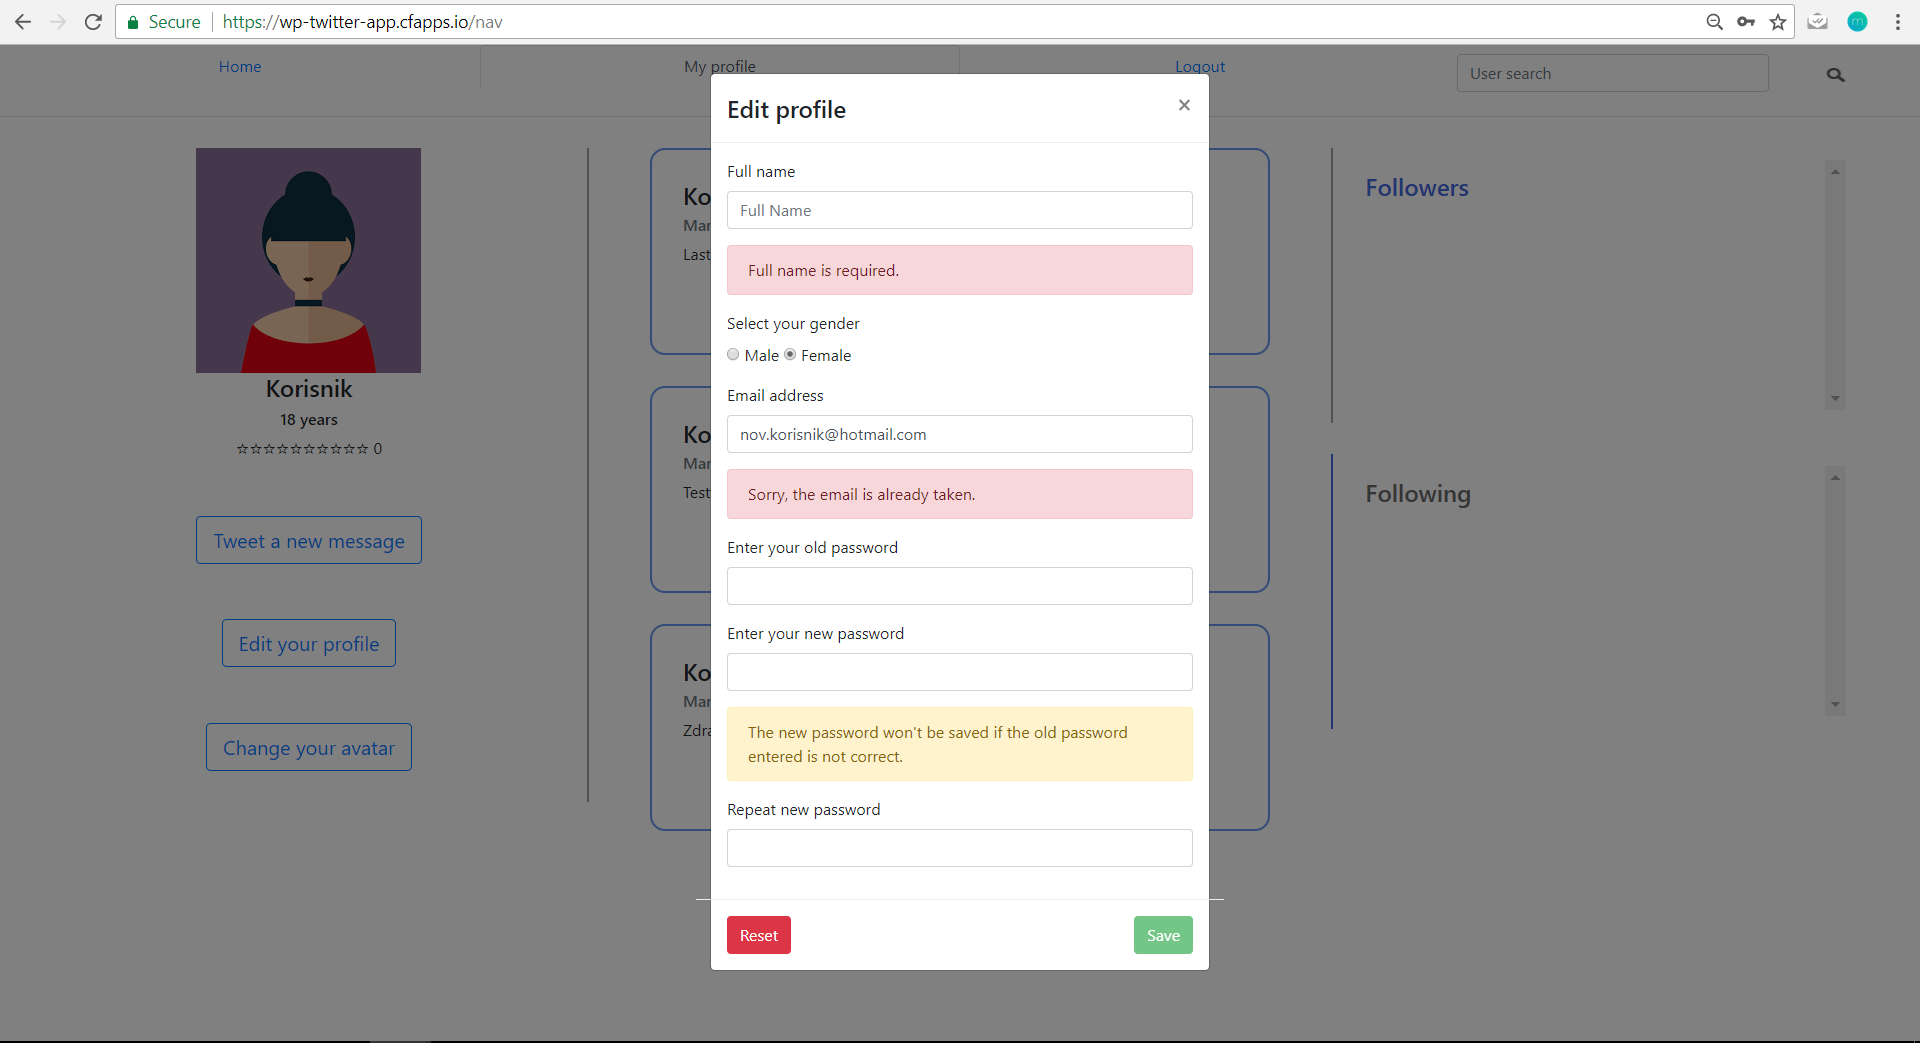 Secure https://wp-twitter-app.cfapps.io/nav
Home
My profile
Logout
User search
Korisnik
18 years
☆☆☆☆☆☆☆☆☆☆ 0
Tweet a new message
Edit your profile
Change your avatar
Ko
Mar
Last
Ko
Mar
Test
Ko
Mar
Zdra
Edit profile
×
Full name
Full Name
Full name is required.
Select your gender
Male Female
Email address
nov.korisnik@hotmail.com
Sorry, the email is already taken.
Enter your old password
Enter your new password
The new password won't be saved if the old password
entered is not correct.
Repeat new password
Reset
Save
Followers
Following
m